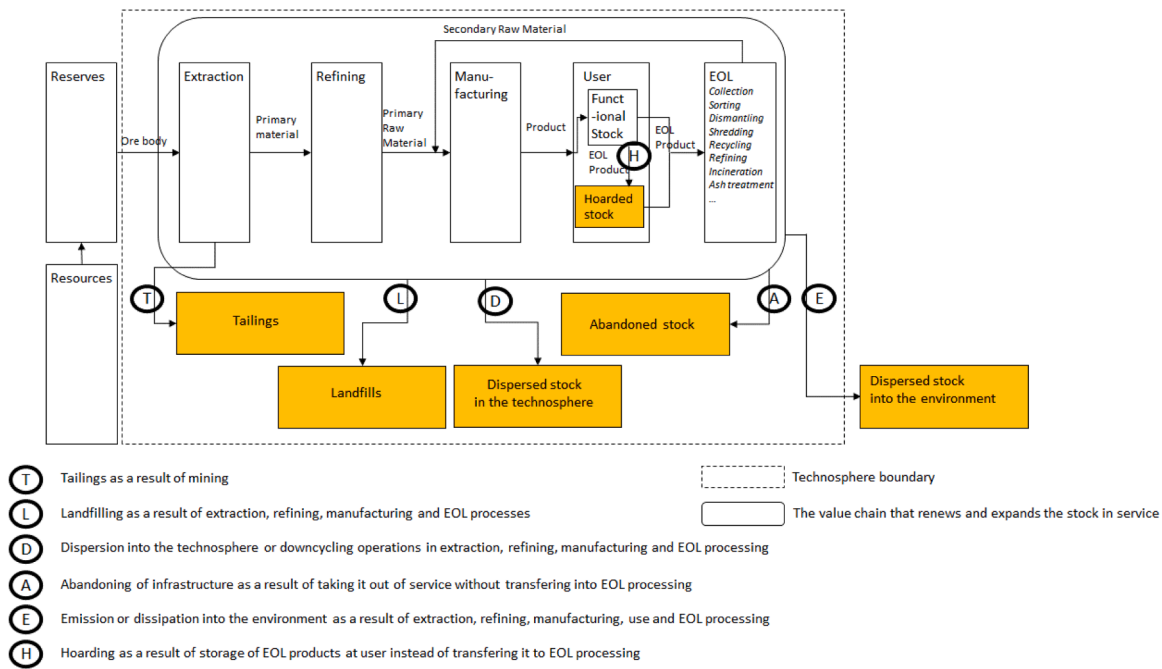 Secondary Raw Material
Reserves
Extraction
Refining
Manu-
facturing
User
Funct
-ional
Stock
EOL
Collection
Sorting
Dismantling
Shredding
Recycling
Refining
Incineration
Ash treatment
...
Ore body
Primary
material
Primary
Raw
Material
Product
EOL
Product
H
EOL
Product
Hoarded
stock
Resources
T
L
D
A
E
Tailings
Abandoned stock
Landfills
Dispersed stock
in the technosphere
Dispersed stock
into the environment
T Tailings as a result of mining
L Landfilling as a result of extraction, refining, manufacturing and EOL processes
D Dispersion into the technosphere or downcycling operations in extraction, refining, manufacturing and EOL processing
A Abandoning of infrastructure as a result of taking it out of service without transfering into EOL processing
E Emission or dissipation into the environment as a result of extraction, refining, manufacturing, use and EOL processing
H Hoarding as a result of storage of EOL products at user instead of transfering it to EOL processing
Technosphere boundary
The value chain that renews and expands the stock in service